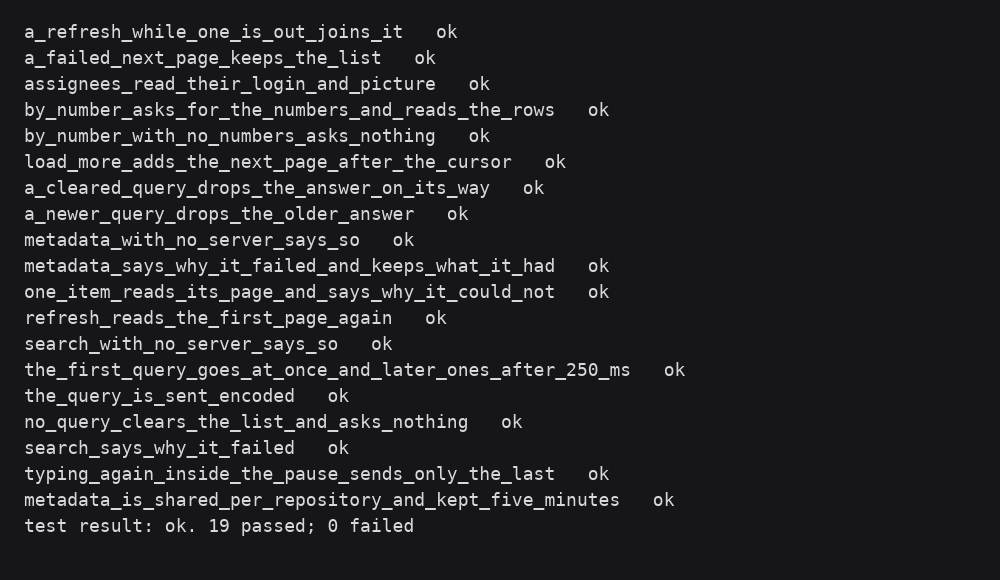 a_refresh_while_one_is_out_joins_it   ok
a_failed_next_page_keeps_the_list   ok
assignees_read_their_login_and_picture   ok
by_number_asks_for_the_numbers_and_reads_the_rows   ok
by_number_with_no_numbers_asks_nothing   ok
load_more_adds_the_next_page_after_the_cursor   ok
a_cleared_query_drops_the_answer_on_its_way   ok
a_newer_query_drops_the_older_answer   ok
metadata_with_no_server_says_so   ok
metadata_says_why_it_failed_and_keeps_what_it_had   ok
one_item_reads_its_page_and_says_why_it_could_not   ok
refresh_reads_the_first_page_again   ok
search_with_no_server_says_so   ok
the_first_query_goes_at_once_and_later_ones_after_250_ms   ok
the_query_is_sent_encoded   ok
no_query_clears_the_list_and_asks_nothing   ok
search_says_why_it_failed   ok
typing_again_inside_the_pause_sends_only_the_last   ok
metadata_is_shared_per_repository_and_kept_five_minutes   ok
test result: ok. 19 passed; 0 failed